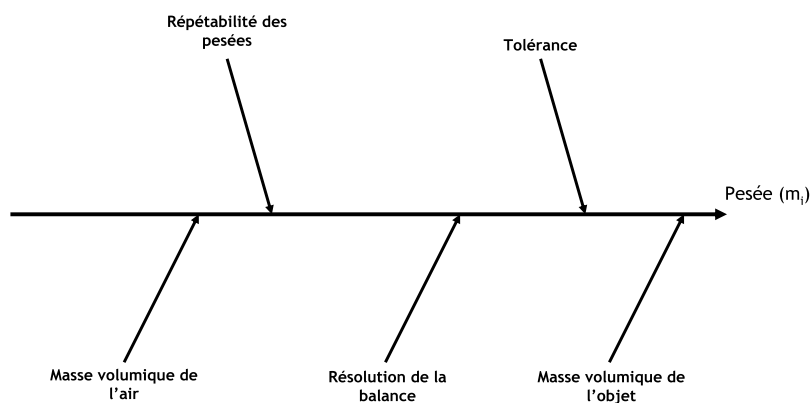 Répétabilité des
pesées
Tolérance
Pesée (mi)
Masse volumique de
l'air
Résolution de la
balance
Masse volumique de
l'objet